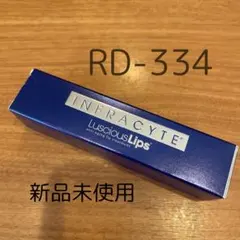 RD-334
INFRACYTE®
LusciousLips®
新品未使用